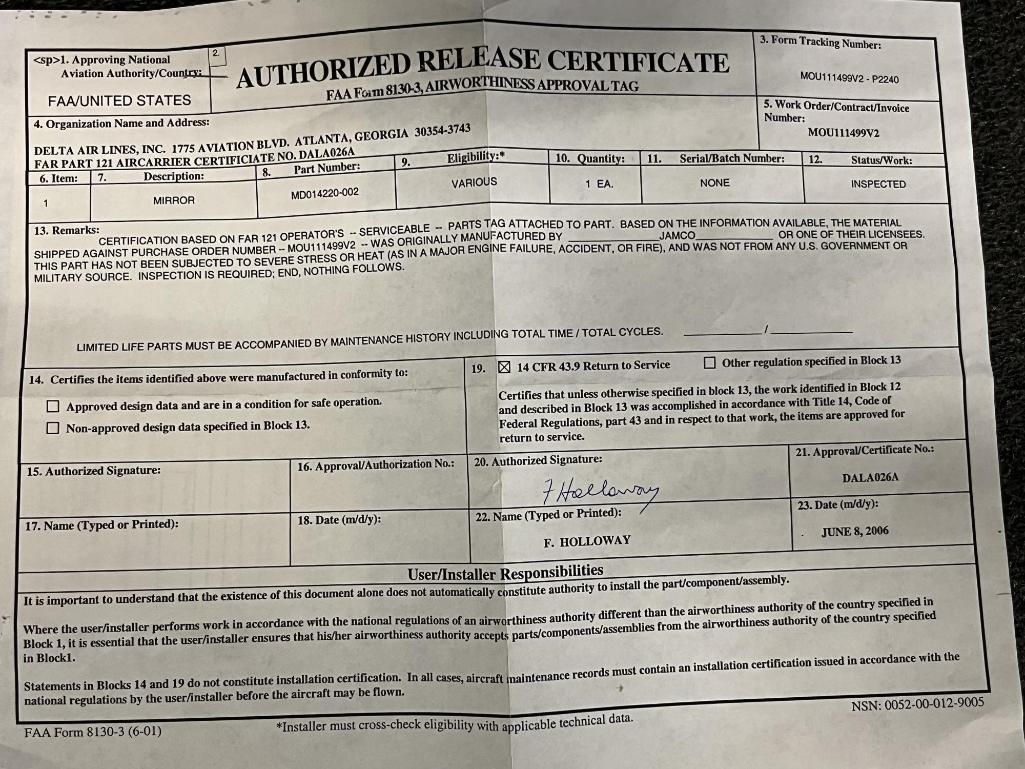 <sp>1. Approving National
Aviation Authority/Country:
FAA/UNITED STATES
2.
AUTHORIZED RELEASE CERTIFICATE
FAA Form 8130-3, AIRWORTHINESS APPROVAL TAG
3. Form Tracking Number:
MOU111499V2 - P2240
4. Organization Name and Address:
DELTA AIR LINES, INC. 1775 AVIATION BLVD. ATLANTA, GEORGIA 30354-3743
FAR PART 121 AIRCARRIER CERTIFICIATE NO. DALA026A
5. Work Order/Contract/Invoice
Number:
MOU111499V2
6. Item:
7. Description:
8. Part Number:
9. Eligibility:*
10. Quantity:
11. Serial/Batch Number:
12. Status/Work:
1
MIRROR
MD014220-002
VARIOUS
1 EA.
NONE
INSPECTED
13. Remarks:
CERTIFICATION BASED ON FAR 121 OPERATOR'S -- SERVICEABLE -- PARTS TAG ATTACHED TO PART. BASED ON THE INFORMATION AVAILABLE, THE MATERIAL
SHIPPED AGAINST PURCHASE ORDER NUMBER -- MOU111499V2 -- WAS ORIGINALLY MANUFACTURED BY ________JAMCO________ OR ONE OF THEIR LICENSEES.
THIS PART HAS NOT BEEN SUBJECTED TO SEVERE STRESS OR HEAT (AS IN A MAJOR ENGINE FAILURE, ACCIDENT, OR FIRE), AND WAS NOT FROM ANY U.S. GOVERNMENT OR
MILITARY SOURCE. INSPECTION IS REQUIRED; END, NOTHING FOLLOWS.
LIMITED LIFE PARTS MUST BE ACCOMPANIED BY MAINTENANCE HISTORY INCLUDING TOTAL TIME / TOTAL CYCLES. ________ / ________
14. Certifies the items identified above were manufactured in conformity to:
☐ Approved design data and are in a condition for safe operation.
☐ Non-approved design data specified in Block 13.
19. ☒ 14 CFR 43.9 Return to Service ☐ Other regulation specified in Block 13
Certifies that unless otherwise specified in block 13, the work identified in Block 12
and described in Block 13 was accomplished in accordance with Title 14, Code of
Federal Regulations, part 43 and in respect to that work, the items are approved for
return to service.
15. Authorized Signature:
16. Approval/Authorization No.:
20. Authorized Signature:
F Holloway
21. Approval/Certificate No.:
DALA026A
17. Name (Typed or Printed):
18. Date (m/d/y):
22. Name (Typed or Printed):
F. HOLLOWAY
23. Date (m/d/y):
JUNE 8, 2006
User/Installer Responsibilities
It is important to understand that the existence of this document alone does not automatically constitute authority to install the part/component/assembly.
Where the user/installer performs work in accordance with the national regulations of an airworthiness authority different than the airworthiness authority of the country specified in
Block 1, it is essential that the user/installer ensures that his/her airworthiness authority accepts parts/components/assemblies from the airworthiness authority of the country specified
in Block1.
Statements in Blocks 14 and 19 do not constitute installation certification. In all cases, aircraft maintenance records must contain an installation certification issued in accordance with the
national regulations by the user/installer before the aircraft may be flown.
FAA Form 8130-3 (6-01)
*Installer must cross-check eligibility with applicable technical data.
NSN: 0052-00-012-9005